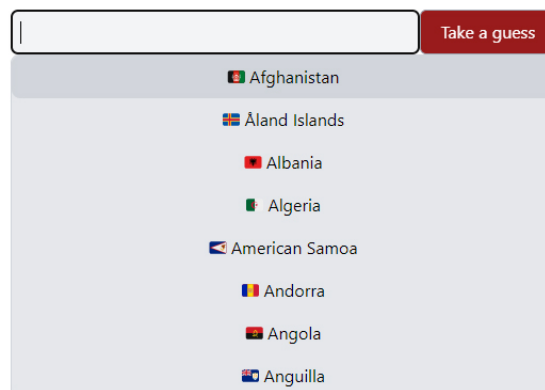 Take a guess
Afghanistan
Åland Islands
Albania
Algeria
American Samoa
Andorra
Angola
Anguilla